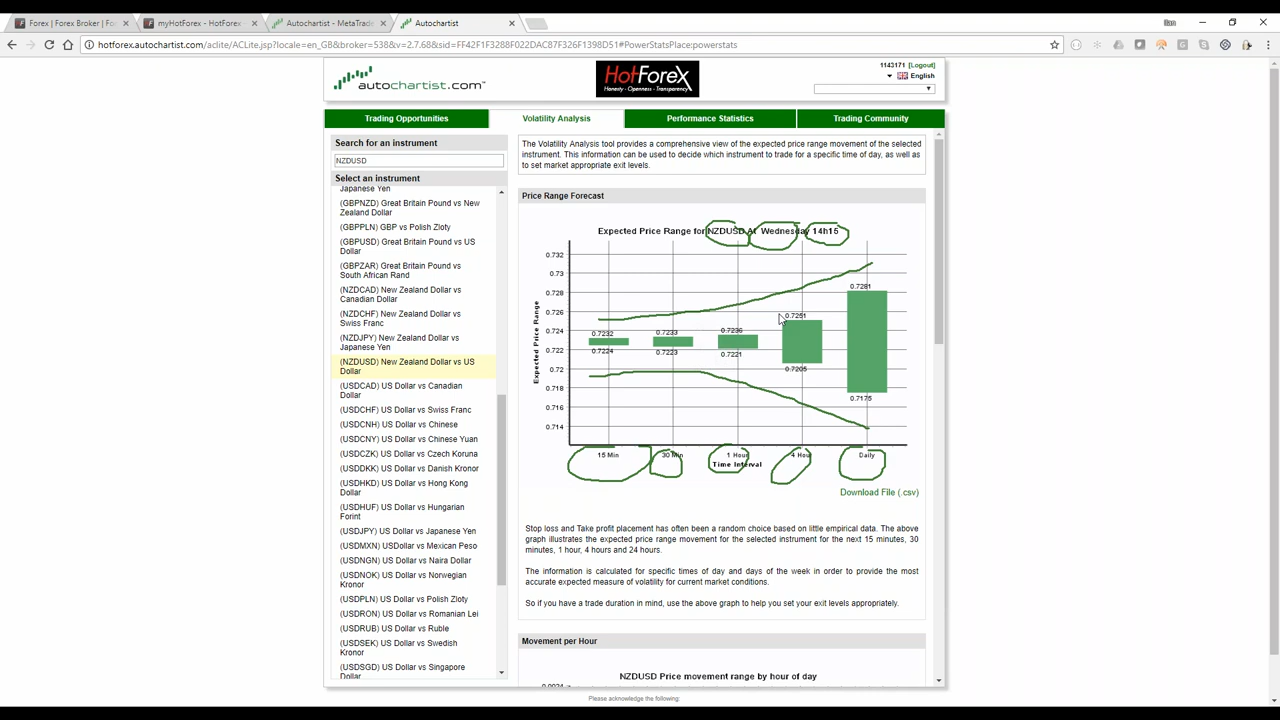 Forex | Forex Broker | For
myHotForex - HotForex
Autochartist - MetaTrade
Autochartist
hotforex.autochartist.com/aclite/ACLite.jsp?locale=en_GB&broker=538&v=2.7.68&sid=FF42F1F3288F022DAC87F326F1398D51#PowerStatsPlace:powerstats
autochartist.com™
HotForex
Honesty - Openness - Transparency
1143171 [Logout]
English
Trading Opportunities
Volatility Analysis
Performance Statistics
Trading Community
Search for an instrument
NZDUSD
Select an instrument
Japanese Yen
(GBPNZD) Great Britain Pound vs New
Zealand Dollar
(GBPPLN) GBP vs Polish Zloty
(GBPUSD) Great Britain Pound vs US
Dollar
(GBPZAR) Great Britain Pound vs
South African Rand
(NZDCAD) New Zealand Dollar vs
Canadian Dollar
(NZDCHF) New Zealand Dollar vs
Swiss Franc
(NZDJPY) New Zealand Dollar vs
Japanese Yen
(NZDUSD) New Zealand Dollar vs US
Dollar
(USDCAD) US Dollar vs Canadian
Dollar
(USDCHF) US Dollar vs Swiss Franc
(USDCNH) US Dollar vs Chinese
(USDCNY) US Dollar vs Chinese Yuan
(USDCZK) US Dollar vs Czech Koruna
(USDDKK) US Dollar vs Danish Kronor
(USDHKD) US Dollar vs Hong Kong
Dollar
(USDHUF) US Dollar vs Hungarian
Forint
(USDJPY) US Dollar vs Japanese Yen
(USDMXN) USDollar vs Mexican Peso
(USDNGN) US Dollar vs Naira Dollar
(USDNOK) US Dollar vs Norwegian
Kronor
(USDPLN) US Dollar vs Polish Zloty
(USDRON) US Dollar vs Romanian Lei
(USDRUB) US Dollar vs Ruble
(USDSEK) US Dollar vs Swedish
Kronor
(USDSGD) US Dollar vs Singapore
Dollar
The Volatility Analysis tool provides a comprehensive view of the expected price range movement of the selected
instrument. This information can be used to decide which instrument to trade for a specific time of day, as well as
to set market appropriate exit levels.
Price Range Forecast
Expected Price Range for NZDUSD At Wednesday 14h15
Expected Price Range
0.732
0.73
0.728
0.726
0.724
0.722
0.72
0.718
0.716
0.714
0.7232
0.7224
0.7233
0.7223
0.7236
0.7221
0.7251
0.7205
0.7281
0.7175
15 Min
30 Min
1 Hour
4 Hour
Daily
Time Interval
Download File (.csv)
Stop loss and Take profit placement has often been a random choice based on little empirical data. The above
graph illustrates the expected price range movement for the selected instrument for the next 15 minutes, 30
minutes, 1 hour, 4 hours and 24 hours.
The information is calculated for specific times of day and days of the week in order to provide the most
accurate expected measure of volatility for current market conditions.
So if you have a trade duration in mind, use the above graph to help you set your exit levels appropriately.
Movement per Hour
NZDUSD Price movement range by hour of day
0.0024
Please acknowledge the following: